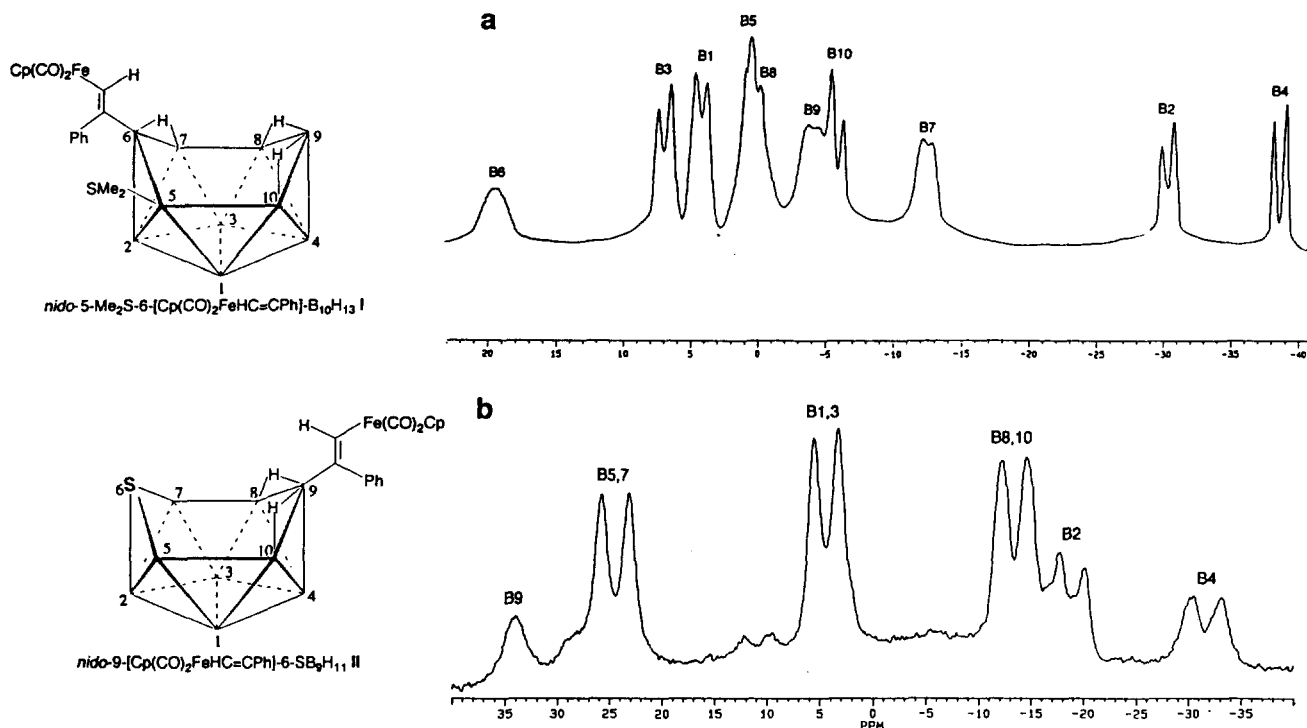 a
Cp(CO)₂Fe H
Ph
H H
6 7 8 9
H
SMe₂
5 10
3
2 4
1
nido-5-Me₂S-6-[Cp(CO)₂FeHC=CPh]-B₁₀H₁₃ I
B6 B3 B1 B5 B8 B9 B10 B7 B2 B4
20 15 10 5 0 -5 -10 -15 -20 -25 -30 -35 -40
b
H Fe(CO)₂Cp
Ph
H
6 S 7 8 9
H
5 10
3
2 4
1
nido-9-[Cp(CO)₂FeHC=CPh]-6-SB₉H₁₁ II
B9 B5,7 B1,3 B8,10 B2 B4
35 30 25 20 15 10 5 0 -5 -10 -15 -20 -25 -30 -35
PPM